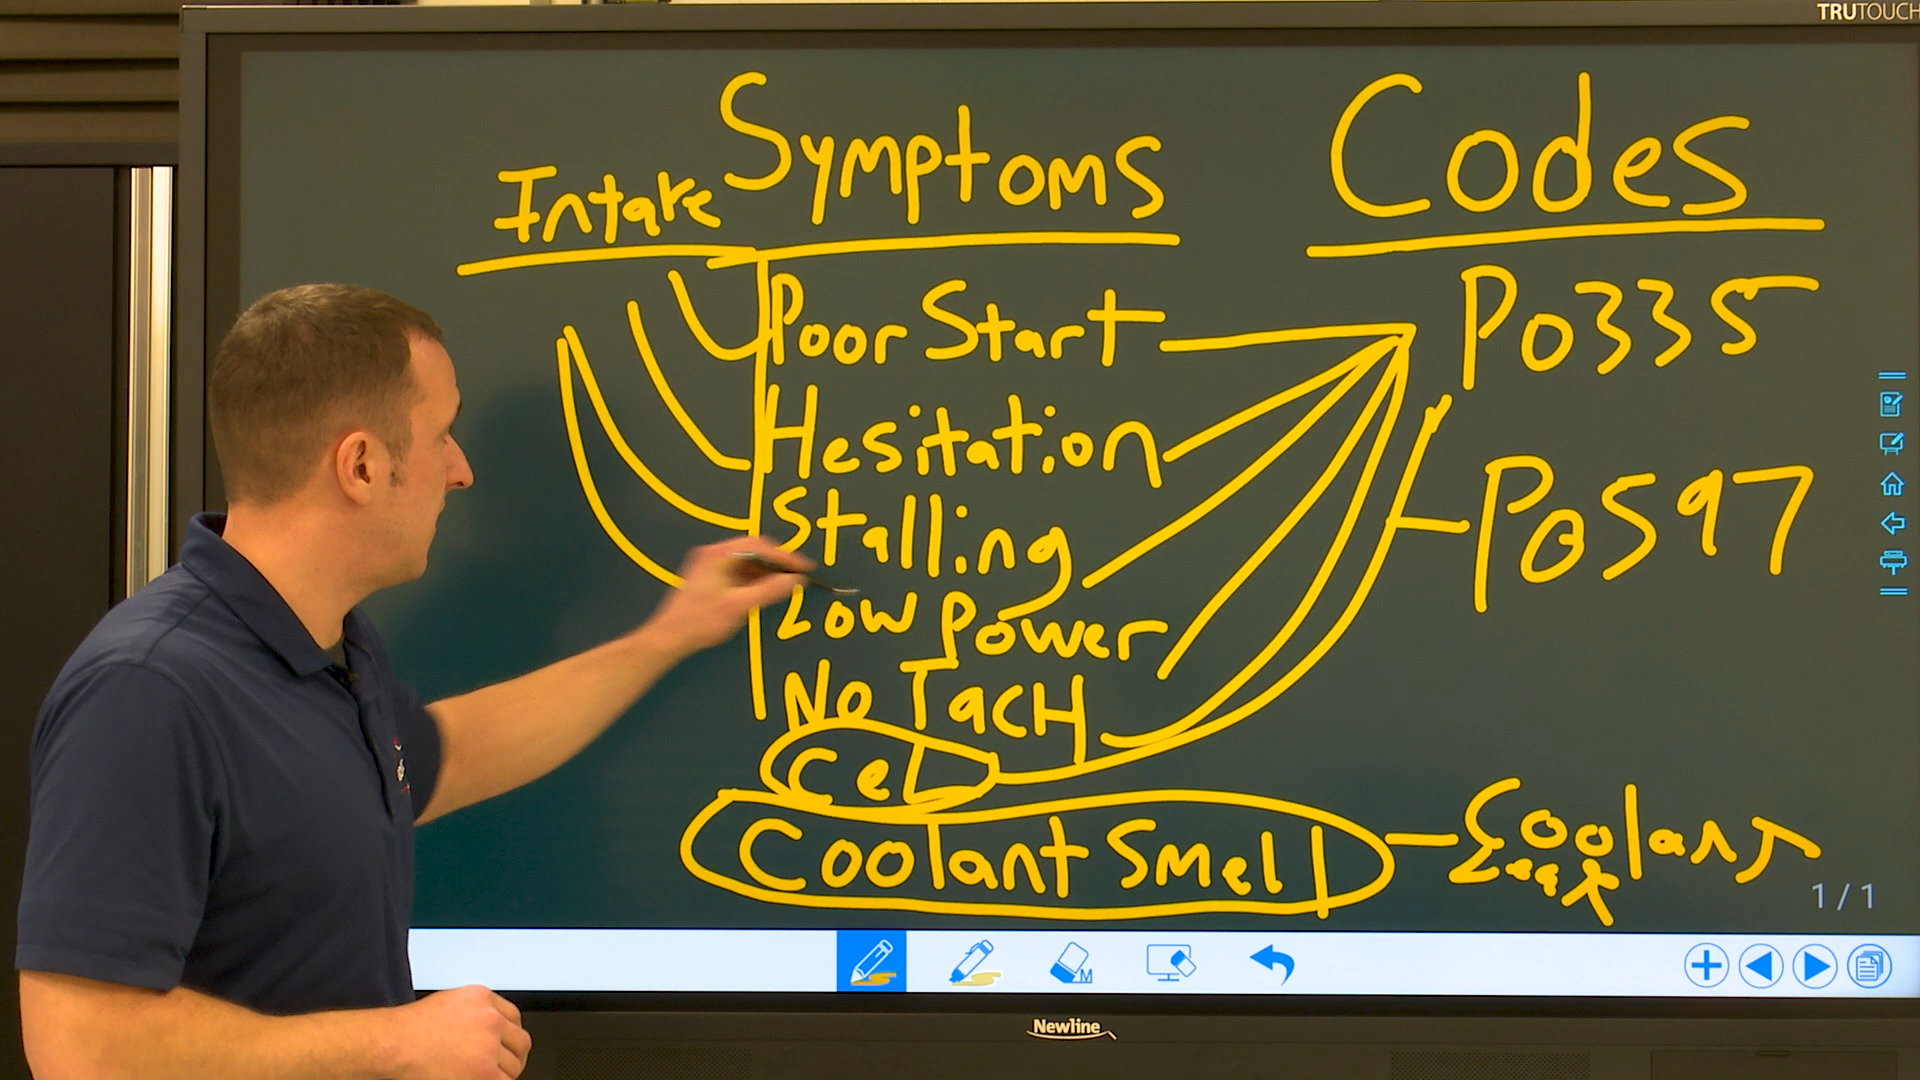 TRUTOUCH
Intake Symptoms Codes
Poor Start P0335
Hesitation
Stalling P0597
Low Power
No TacH
Cel
Coolant Smell Coolant
Leak
1/1
M
Newline